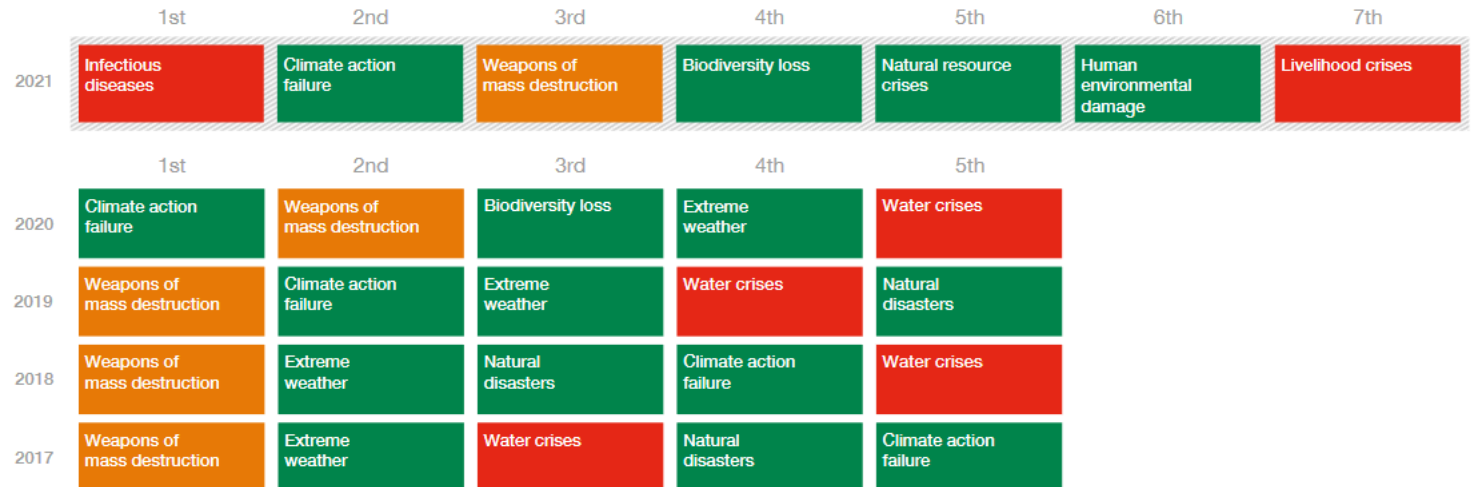 1st 2nd 3rd 4th 5th 6th 7th
2021
Infectious
diseases
Climate action
failure
Weapons of
mass destruction
Biodiversity loss
Natural resource
crises
Human
environmental
damage
Livelihood crises
1st 2nd 3rd 4th 5th
2020
Climate action
failure
Weapons of
mass destruction
Biodiversity loss
Extreme
weather
Water crises
2019
Weapons of
mass destruction
Climate action
failure
Extreme
weather
Water crises
Natural
disasters
2018
Weapons of
mass destruction
Extreme
weather
Natural
disasters
Climate action
failure
Water crises
2017
Weapons of
mass destruction
Extreme
weather
Water crises
Natural
disasters
Climate action
failure